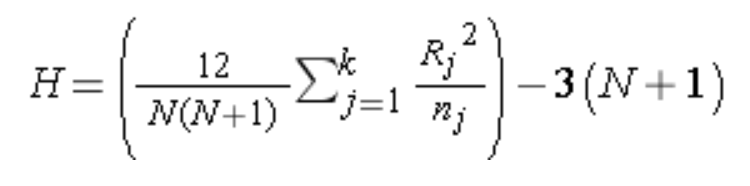 H = ( 12 / N(N+1) ∑_{j=1}^{k} R_j^2 / n_j ) − 3(N+1)